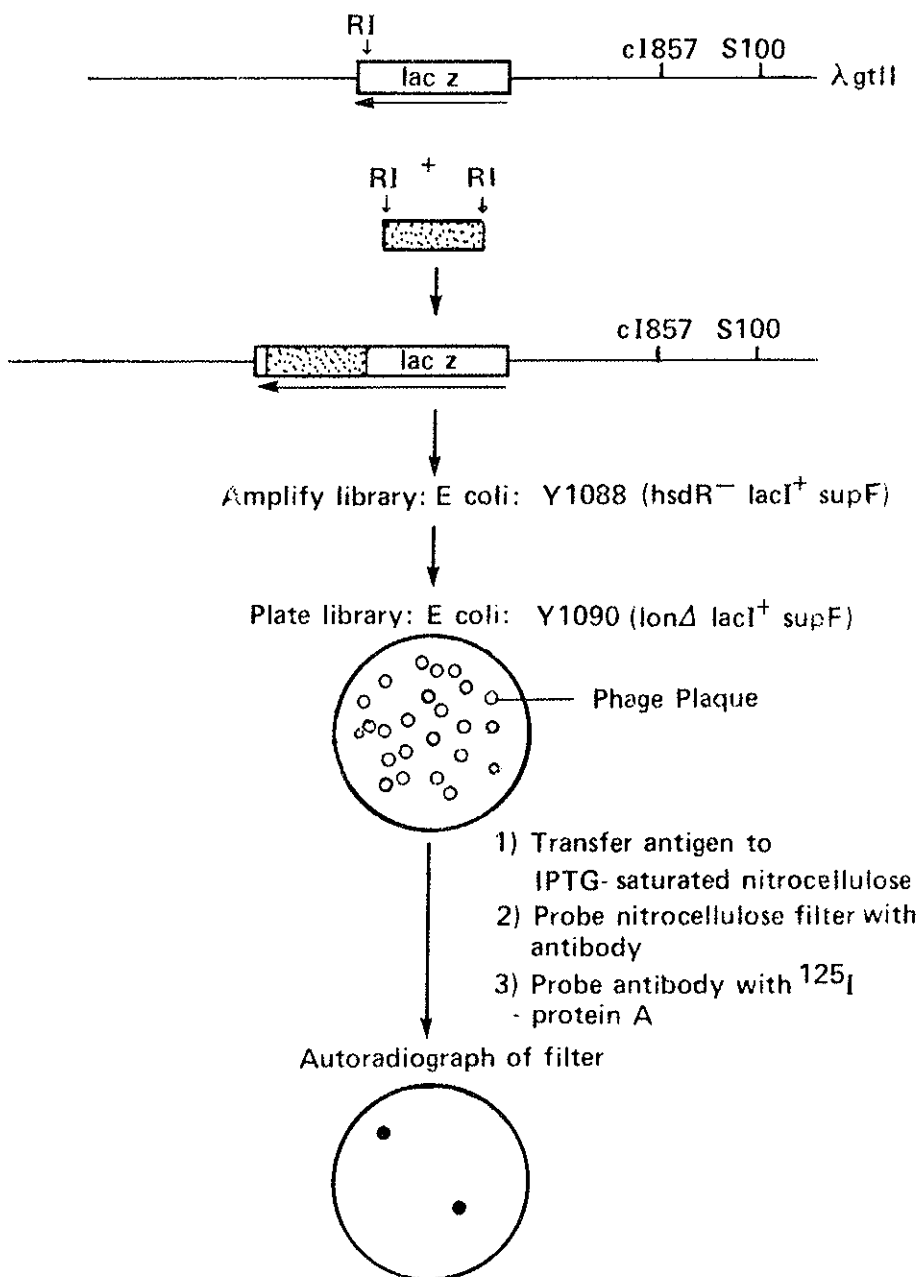 RI
cI857 S100
lac z
λgt11
+
RI RI
cI857 S100
lac z
Amplify library: E coli: Y1088 (hsdR⁻ lacI⁺ supF)
Plate library: E coli: Y1090 (lonΔ lacI⁺ supF)
Phage Plaque
1) Transfer antigen to
IPTG-saturated nitrocellulose
2) Probe nitrocellulose filter with
antibody
3) Probe antibody with ¹²⁵I
- protein A
Autoradiograph of filter